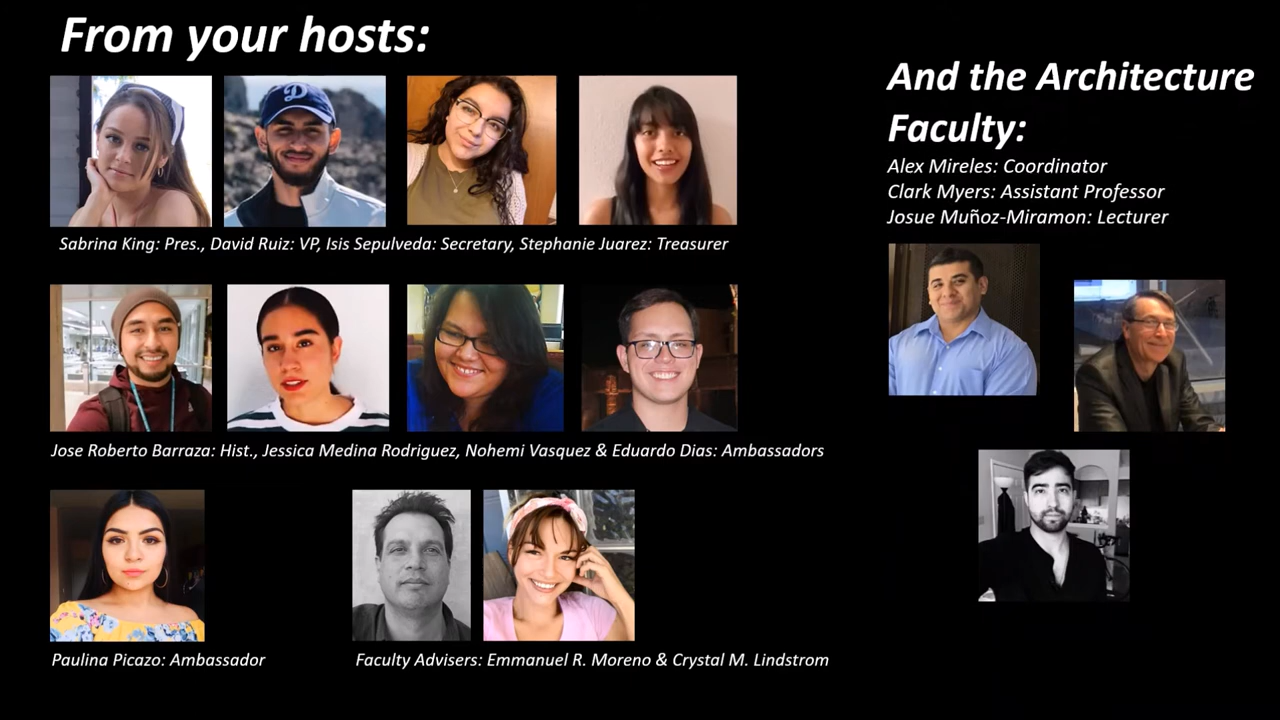 From your hosts:
Sabrina King: Pres., David Ruiz: VP, Isis Sepulveda: Secretary, Stephanie Juarez: Treasurer
Jose Roberto Barraza: Hist., Jessica Medina Rodriguez, Nohemi Vasquez & Eduardo Dias: Ambassadors
Paulina Picazo: Ambassador
Faculty Advisers: Emmanuel R. Moreno & Crystal M. Lindstrom
And the Architecture
Faculty:
Alex Mireles: Coordinator
Clark Myers: Assistant Professor
Josue Muñoz-Miramon: Lecturer
D